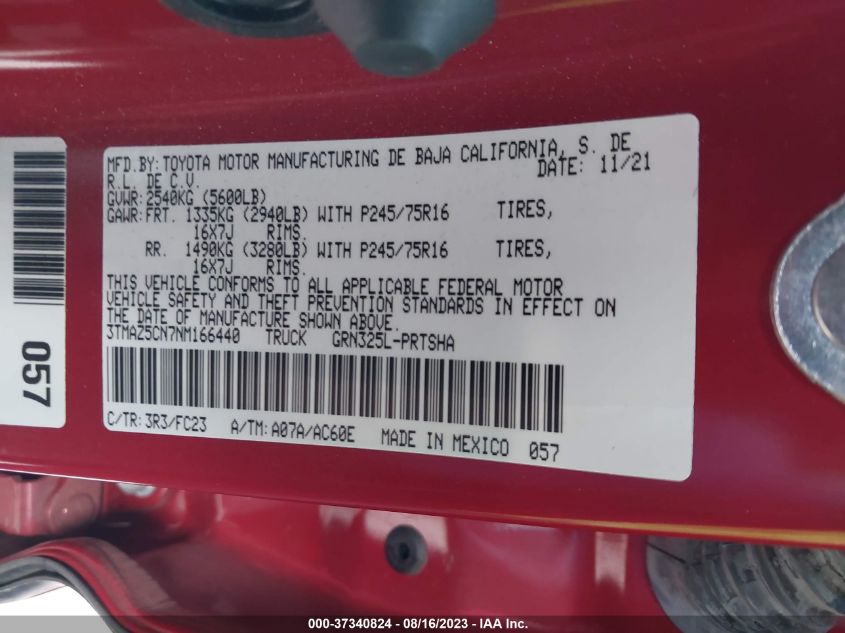 MFD.BY:TOYOTA MOTOR MANUFACTURING DE BAJA CALIFORNIA, S. DE
R.L. DE C.V. DATE: 11/21
GVWR:2540KG (5600LB)
GAWR:FRT. 1335KG (2940LB) WITH P245/75R16 TIRES,
16X7J RIMS.
RR. 1490KG (3280LB) WITH P245/75R16 TIRES,
16X7J RIMS.
THIS VEHICLE CONFORMS TO ALL APPLICABLE FEDERAL MOTOR
VEHICLE SAFETY AND THEFT PREVENTION STANDARDS IN EFFECT ON
THE DATE OF MANUFACTURE SHOWN ABOVE.
3TMAZ5CN7NM166440 TRUCK GRN325L-PRTSHA
C/TR:3R3/FC23 A/TM:A07A/AC60E MADE IN MEXICO 057
057
000-37340824 - 08/16/2023 - IAA Inc.